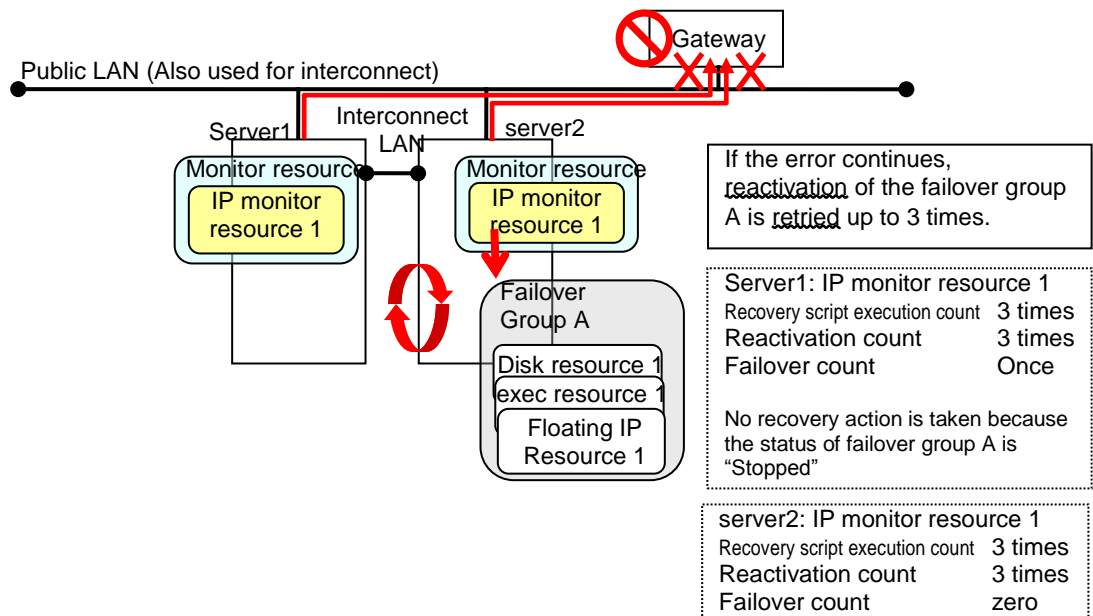 Gateway
Public LAN (Also used for interconnect)
Interconnect
LAN
Server1
server2
Monitor resource
IP monitor
resource 1
Monitor resource
IP monitor
resource 1
Failover
Group A
Disk resource 1
exec resource 1
Floating IP
Resource 1
If the error continues,
reactivation of the failover group
A is retried up to 3 times.
Server1: IP monitor resource 1
Recovery script execution count 3 times
Reactivation count 3 times
Failover count Once
No recovery action is taken because
the status of failover group A is
“Stopped”
server2: IP monitor resource 1
Recovery script execution count 3 times
Reactivation count 3 times
Failover count zero